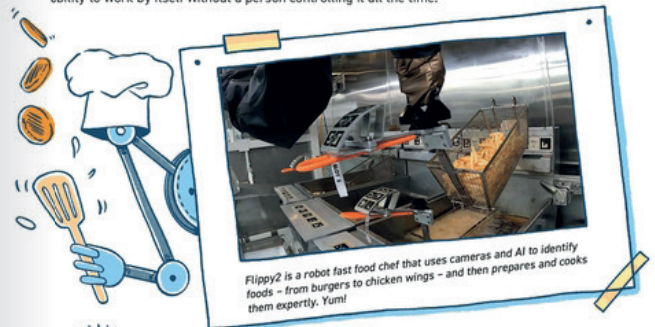 ability to work by itself without a person controlling it all the time.
Flippy2 is a robot fast food chef that uses cameras and AI to identify
foods – from burgers to chicken wings – and then prepares and cooks
them expertly. Yum!